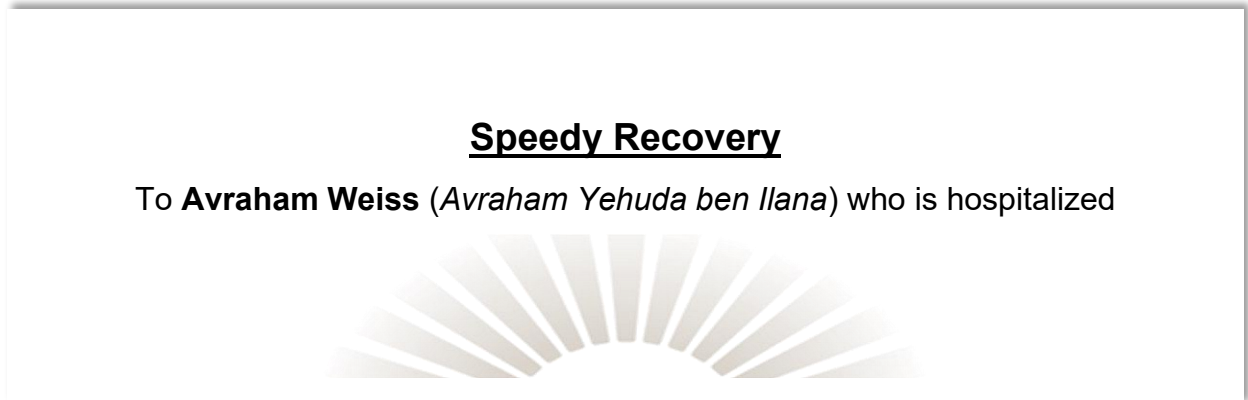 Speedy Recovery
To Avraham Weiss (Avraham Yehuda ben Ilana) who is hospitalized